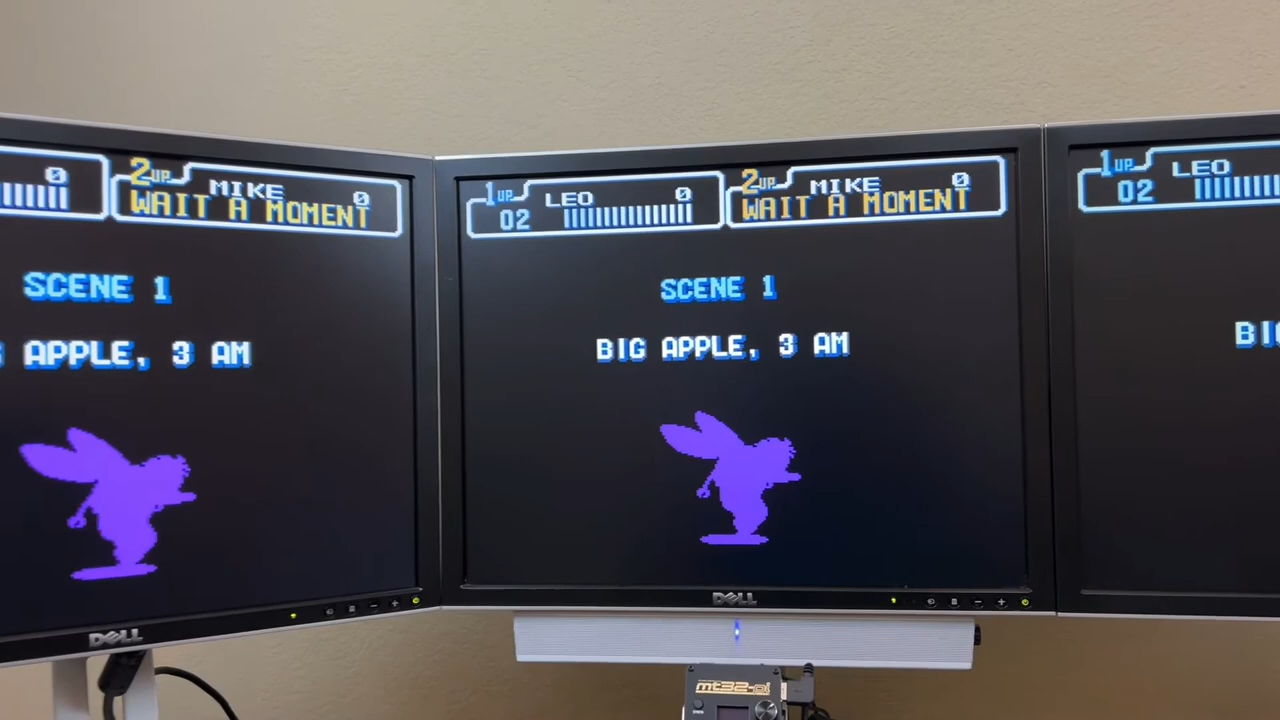 0
2UP MIKE 0
WAIT A MOMENT
SCENE 1
APPLE, 3 AM
DELL
1UP LEO 0
02
2UP MIKE 0
WAIT A MOMENT
SCENE 1
BIG APPLE, 3 AM
DELL
mt32-pi
1UP LEO
02
BIG